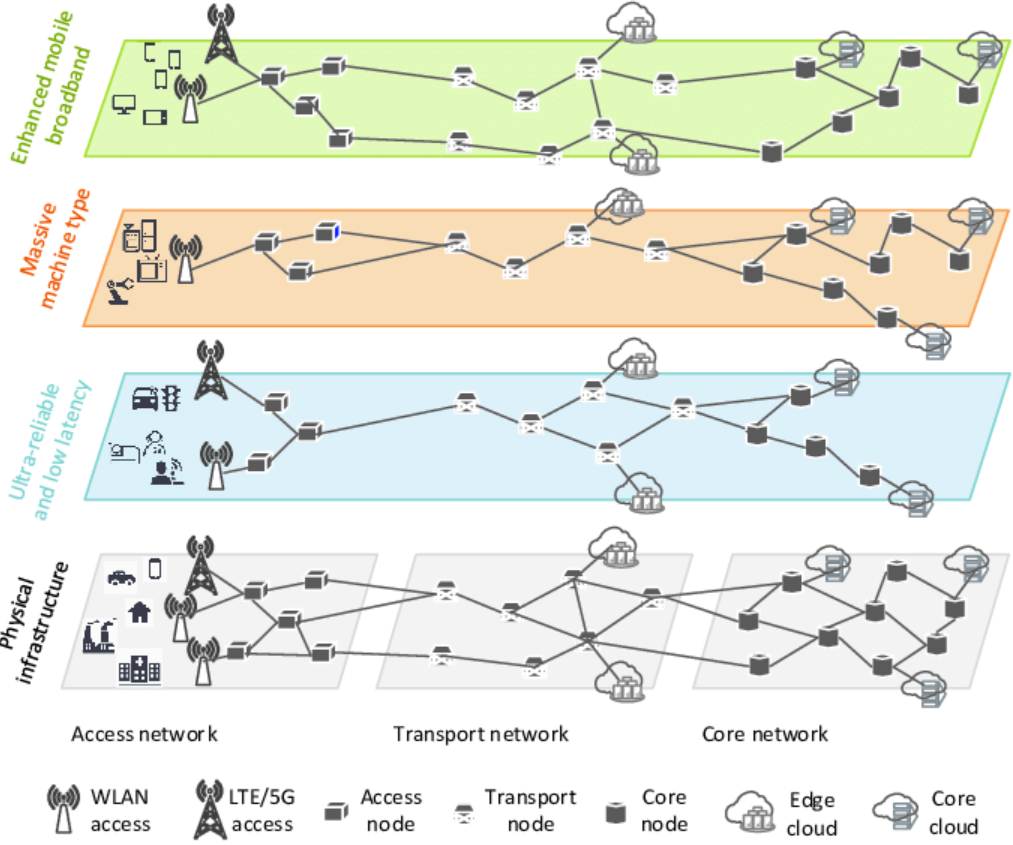 Enhanced mobile
broadband
Massive
machine type
Ultra-reliable
and low latency
Physical
infrastructure
Access network
Transport network
Core network
WLAN
access
LTE/5G
access
Access
node
Transport
node
Core
node
Edge
cloud
Core
cloud